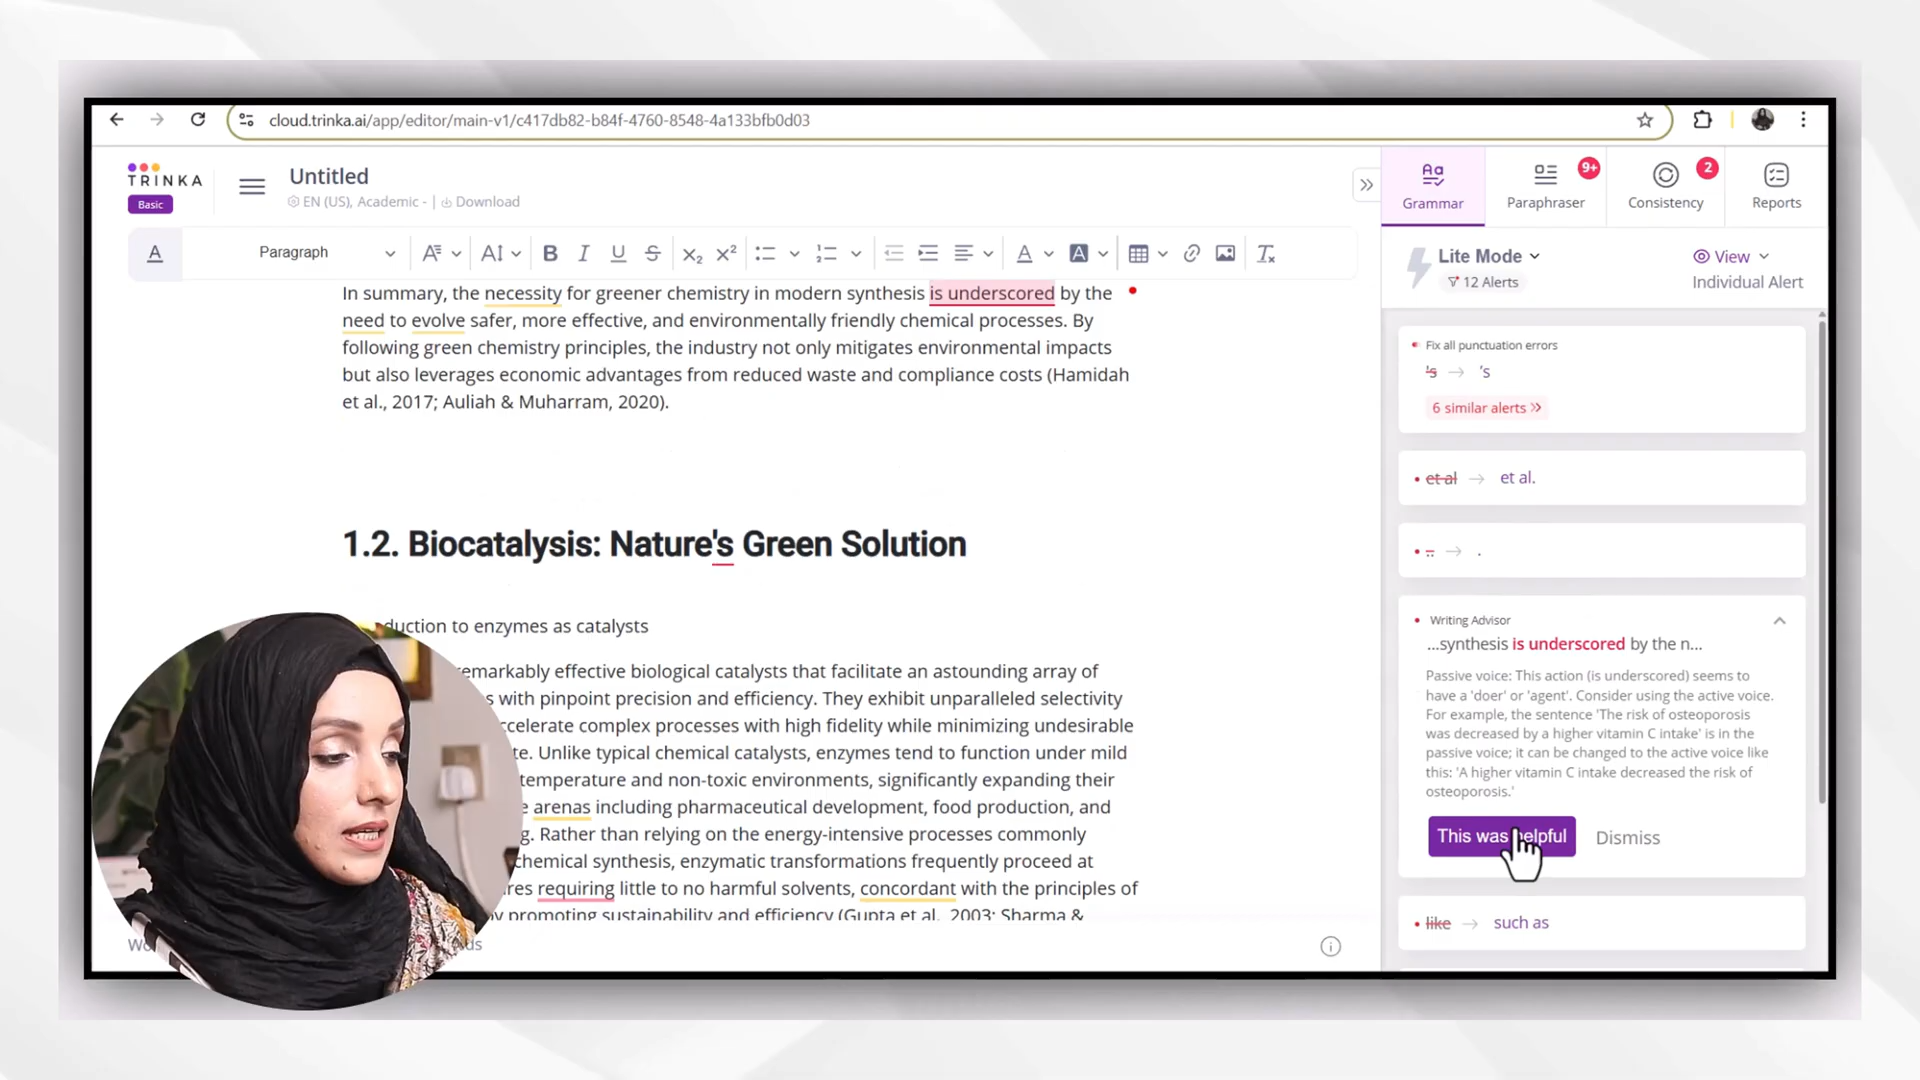 cloud.trinka.ai/app/editor/main-v1/c417db82-b84f-4760-8548-4a133bfb0d03
TRINKA
Basic
Untitled
EN (US), Academic - | Download
Paragraph
Grammar
Paraphraser
9+
Consistency
2
Reports
Lite Mode
12 Alerts
View
Individual Alert
In summary, the necessity for greener chemistry in modern synthesis is underscored by the
need to evolve safer, more effective, and environmentally friendly chemical processes. By
following green chemistry principles, the industry not only mitigates environmental impacts
but also leverages economic advantages from reduced waste and compliance costs (Hamidah
et al., 2017; Auliah & Muharram, 2020).
1.2. Biocatalysis: Nature's Green Solution
duction to enzymes as catalysts
remarkably effective biological catalysts that facilitate an astounding array of
with pinpoint precision and efficiency. They exhibit unparalleled selectivity
ccelerate complex processes with high fidelity while minimizing undesirable
te. Unlike typical chemical catalysts, enzymes tend to function under mild
temperature and non-toxic environments, significantly expanding their
arenas including pharmaceutical development, food production, and
g. Rather than relying on the energy-intensive processes commonly
chemical synthesis, enzymatic transformations frequently proceed at
res requiring little to no harmful solvents, concordant with the principles of
y promoting sustainability and efficiency (Gupta et al., 2003; Sharma &
Fix all punctuation errors
's → ’s
6 similar alerts
et al → et al.
.. → .
Writing Advisor
...synthesis is underscored by the n...
Passive voice: This action (is underscored) seems to
have a 'doer' or 'agent'. Consider using the active voice.
For example, the sentence 'The risk of osteoporosis
was decreased by a higher vitamin C intake' is in the
passive voice; it can be changed to the active voice like
this: 'A higher vitamin C intake decreased the risk of
osteoporosis.'
This was helpful
Dismiss
like → such as